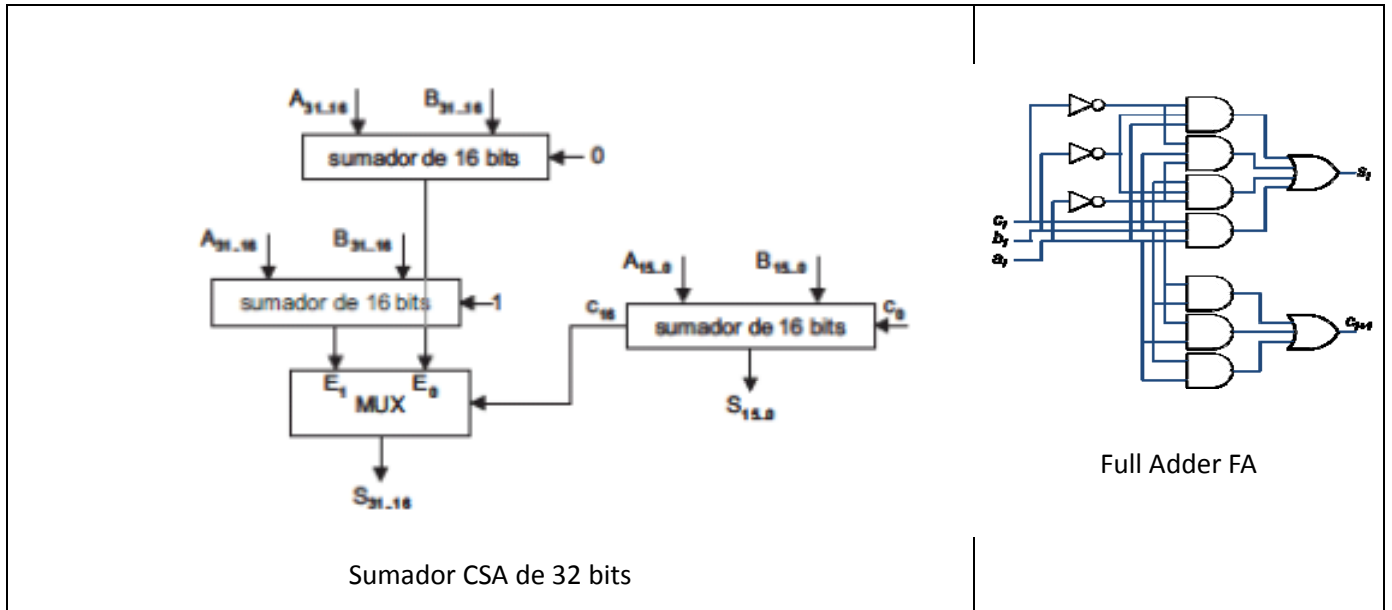 A31..16 B31..16
sumador de 16 bits 0
A31..16 B31..16
sumador de 16 bits 1
A15..0 B15..0
c16 sumador de 16 bits c0
E1 E0
MUX
S15..0
S31..16
Sumador CSA de 32 bits
si
ci
bi
ai
ci+1
Full Adder FA